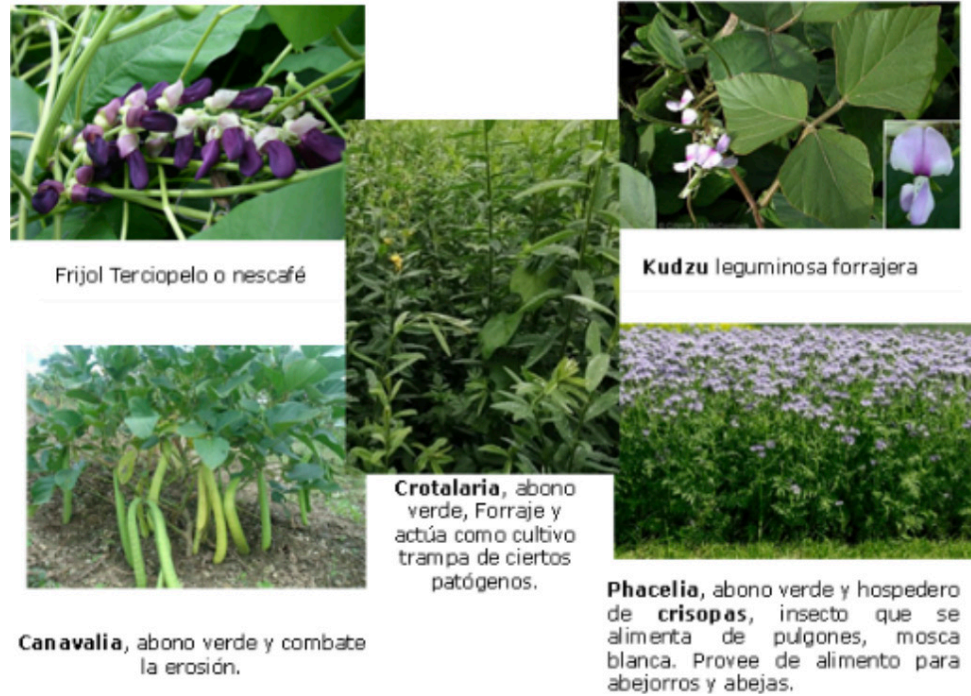 Frijol Terciopelo o nescafé
Kudzu leguminosa forrajera
Crotalaria, abono
verde, Forraje y
actúa como cultivo
trampa de ciertos
patógenos.
Canavalia, abono verde y combate
la erosión.
Phacelia, abono verde y hospedero
de crisopas, insecto que se
alimenta de pulgones, mosca
blanca. Provee de alimento para
abejorros y abejas.